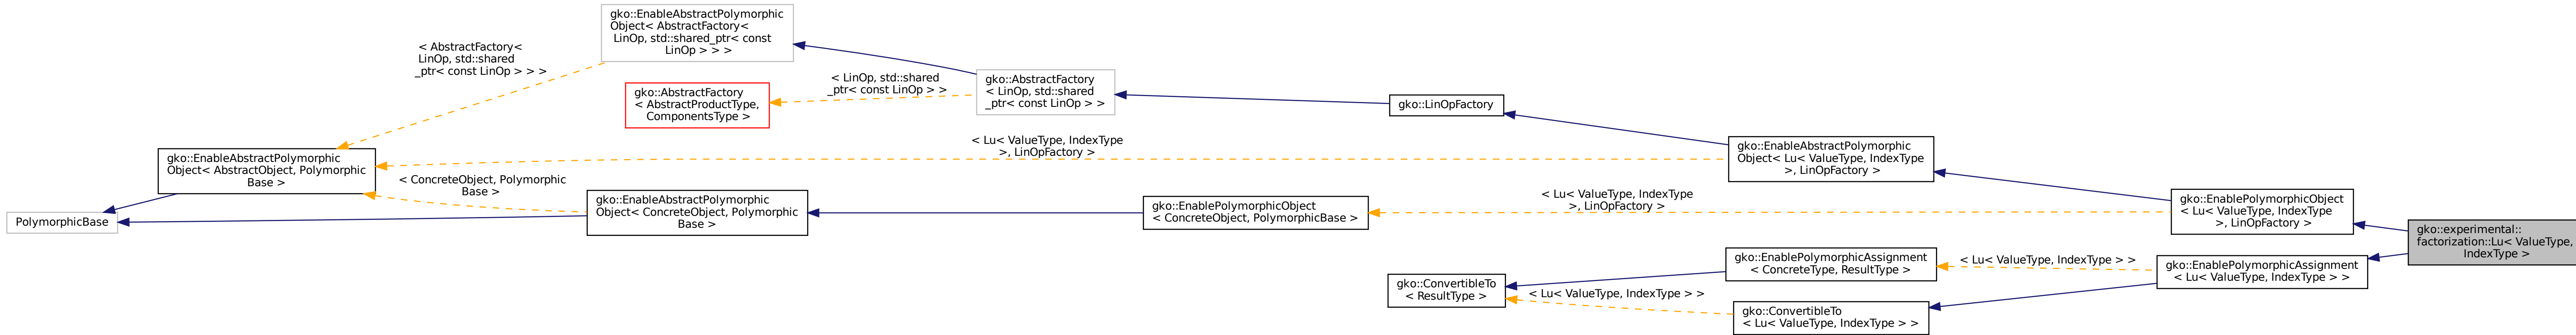 gko::EnableAbstractPolymorphic
Object< AbstractFactory<
LinOp, std::shared_ptr< const
LinOp > > >
< AbstractFactory<
LinOp, std::shared
_ptr< const LinOp > > >
gko::AbstractFactory
< AbstractProductType,
ComponentsType >
< LinOp, std::shared
_ptr< const LinOp > >
gko::AbstractFactory
< LinOp, std::shared
_ptr< const LinOp > >
gko::LinOpFactory
gko::EnableAbstractPolymorphic
Object< AbstractObject, Polymorphic
Base >
< Lu< ValueType, IndexType
>, LinOpFactory >
gko::EnableAbstractPolymorphic
Object< Lu< ValueType, IndexType
>, LinOpFactory >
PolymorphicBase
< ConcreteObject, Polymorphic
Base >
gko::EnableAbstractPolymorphic
Object< ConcreteObject, Polymorphic
Base >
gko::EnablePolymorphicObject
< ConcreteObject, PolymorphicBase >
< Lu< ValueType, IndexType
>, LinOpFactory >
gko::EnablePolymorphicObject
< Lu< ValueType, IndexType
>, LinOpFactory >
gko::experimental::
factorization::Lu< ValueType,
IndexType >
gko::ConvertibleTo
< ResultType >
gko::EnablePolymorphicAssignment
< ConcreteType, ResultType >
< Lu< ValueType, IndexType > >
gko::EnablePolymorphicAssignment
< Lu< ValueType, IndexType > >
< Lu< ValueType, IndexType > >
gko::ConvertibleTo
< Lu< ValueType, IndexType > >